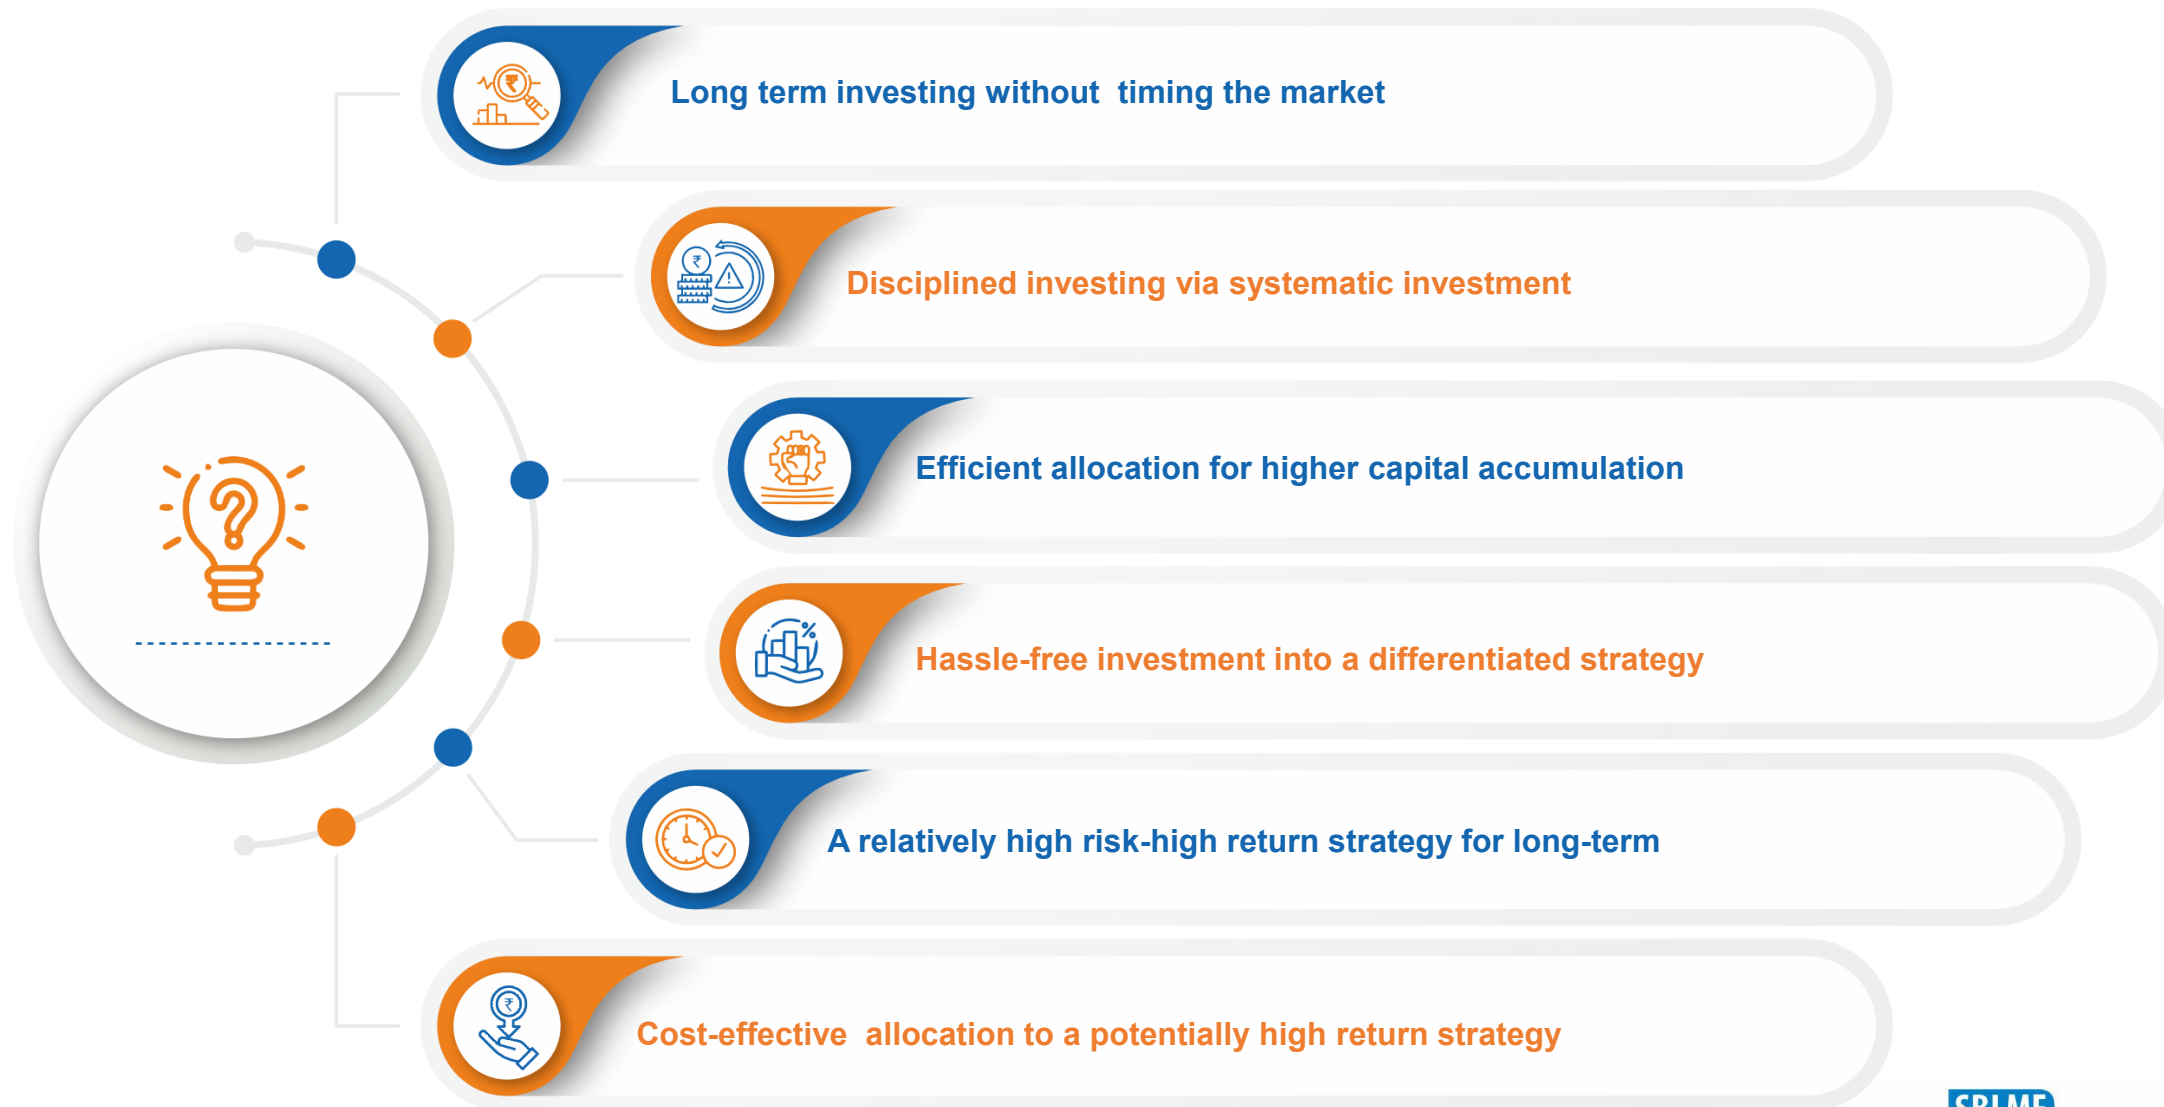 Long term investing without  timing the market
Disciplined investing via systematic investment
Efficient allocation for higher capital accumulation
Hassle-free investment into a differentiated strategy
A relatively high risk-high return strategy for long-term
Cost-effective  allocation to a potentially high return strategy
SBI MF